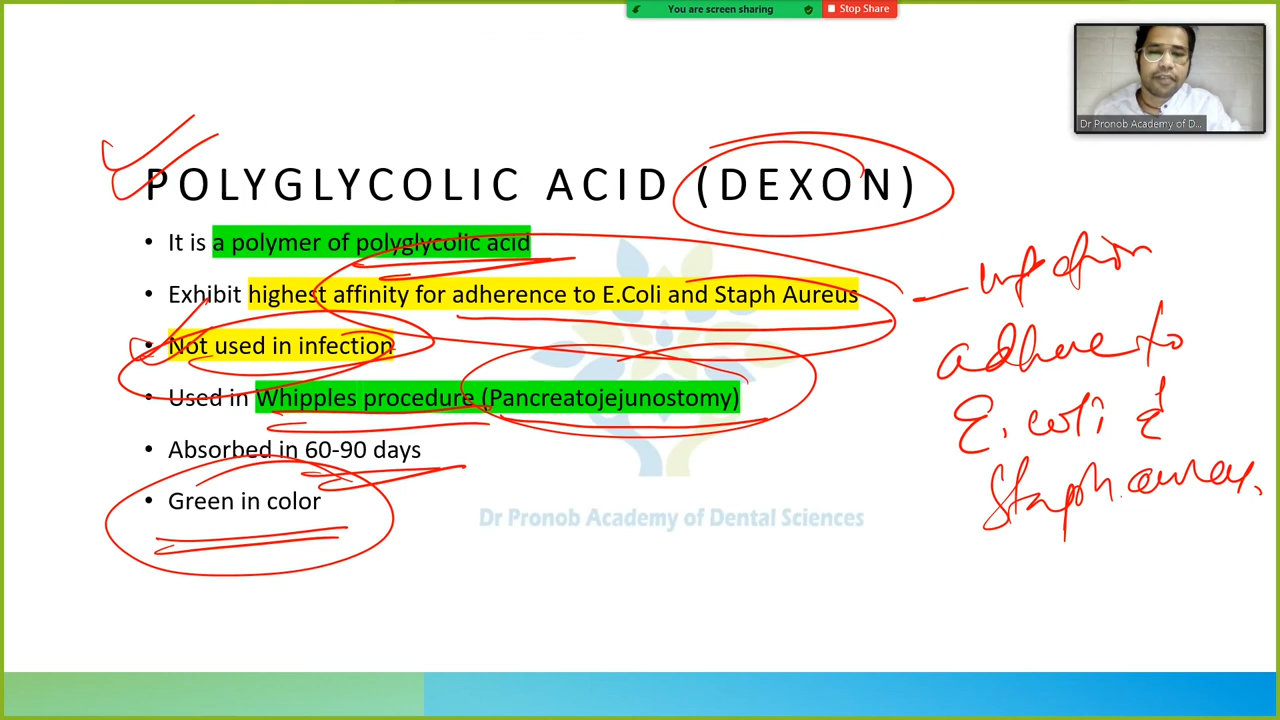 You are screen sharing
Stop Share
Dr Pronob Academy of D...
POLYGLYCOLIC ACID (DEXON)
• It is a polymer of polyglycolic acid
• Exhibit highest affinity for adherence to E.Coli and Staph Aureus
• Not used in infection
• Used in Whipples procedure (Pancreatojejunostomy)
• Absorbed in 60-90 days
• Green in color
Dr Pronob Academy of Dental Sciences
infection
adhere to
E. coli &
Staph. aureus.